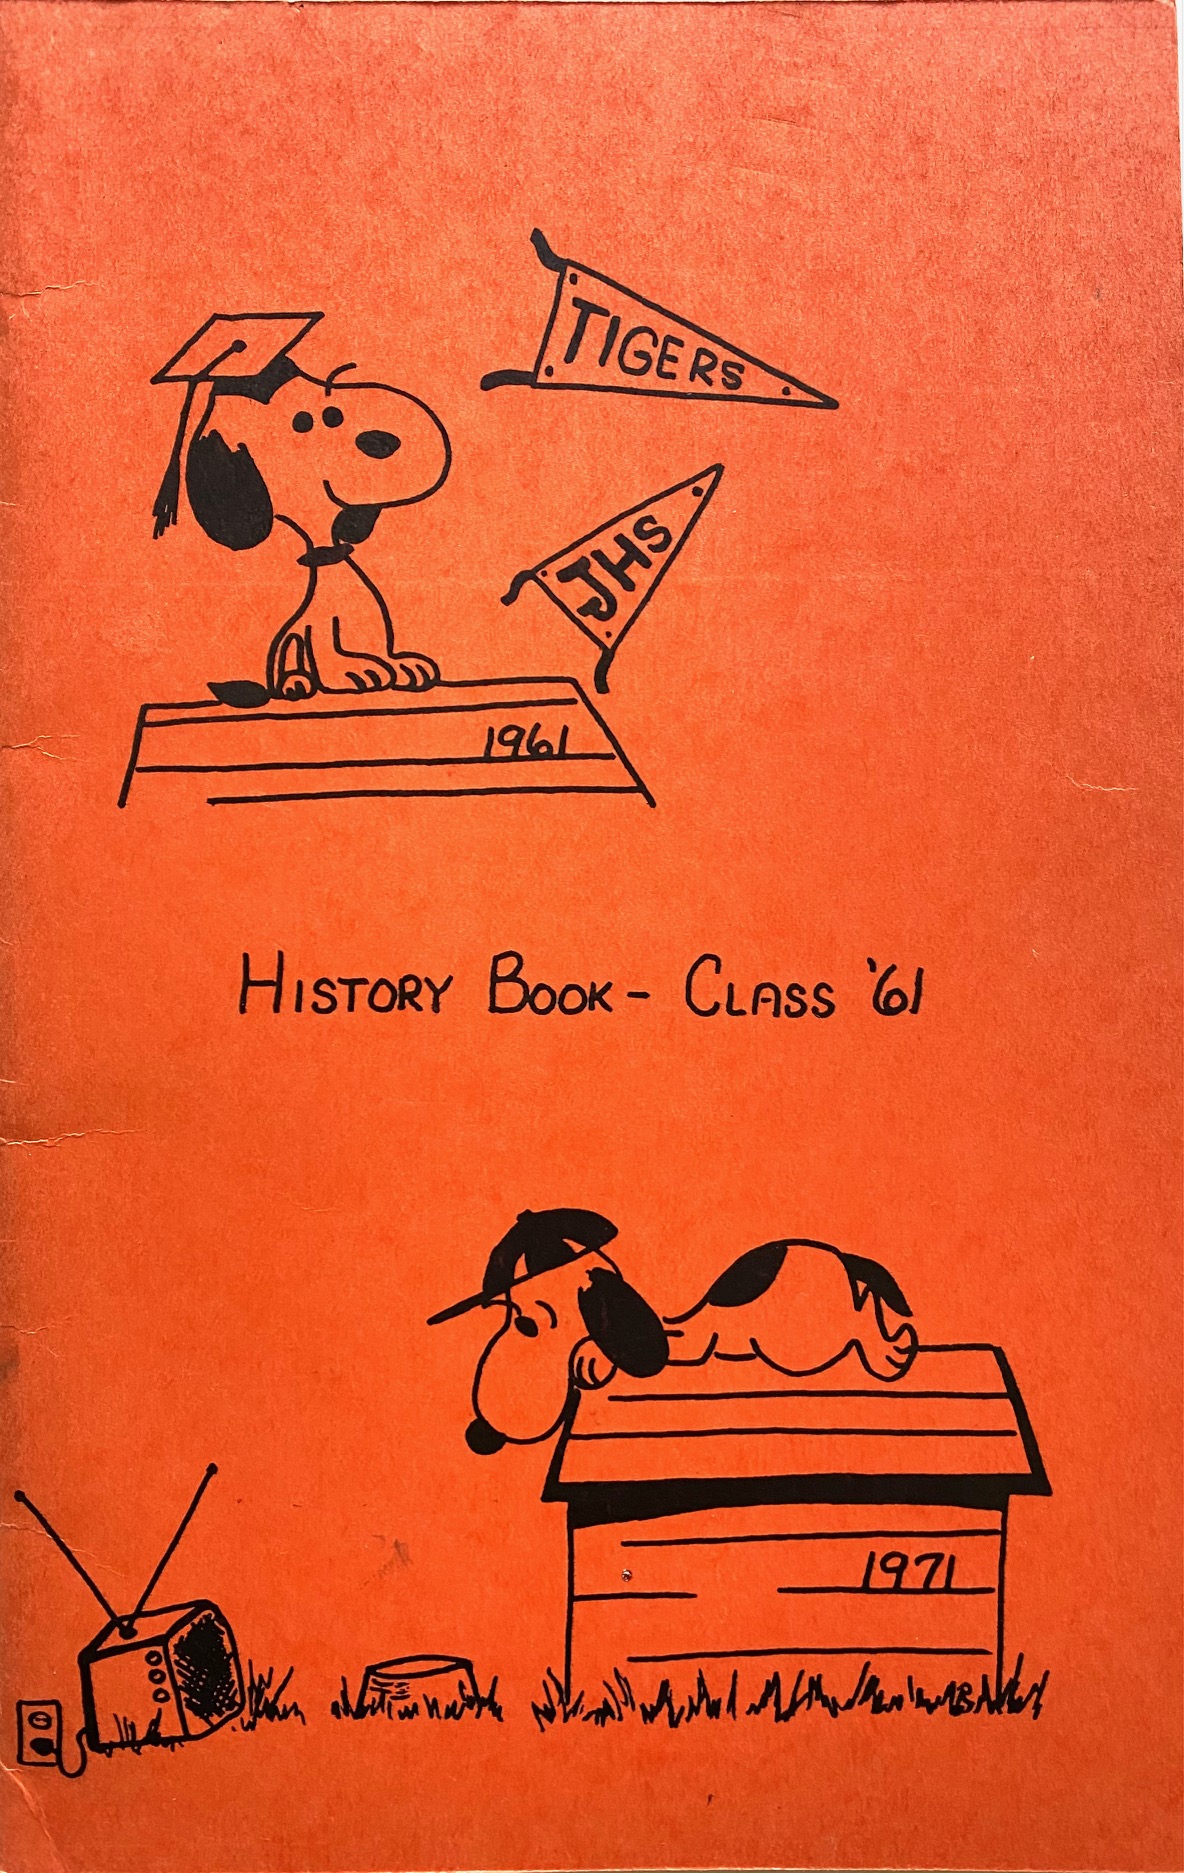 TIGERS
JHS
1961
HISTORY BOOK - CLASS '61
1971